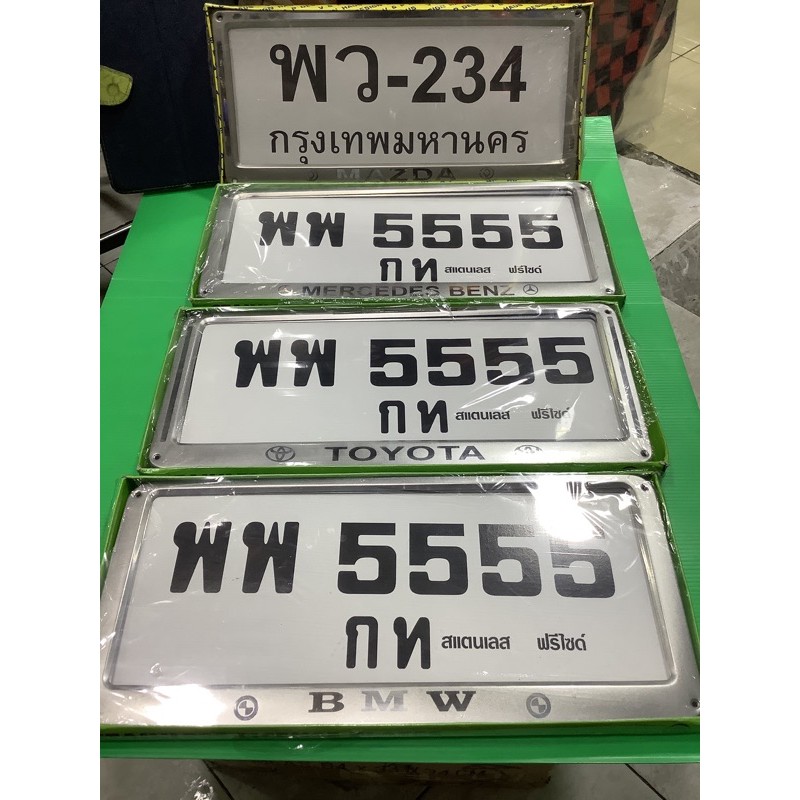 พว-234
กรุงเทพมหานคร
MAZDA
พพ 5555
กท สแตนเลส ฟรีไซด์
MERCEDES BENZ
พพ 5555
กท สแตนเลส ฟรีไซด์
TOYOTA
พพ 5555
กท สแตนเลส ฟรีไซด์
BMW